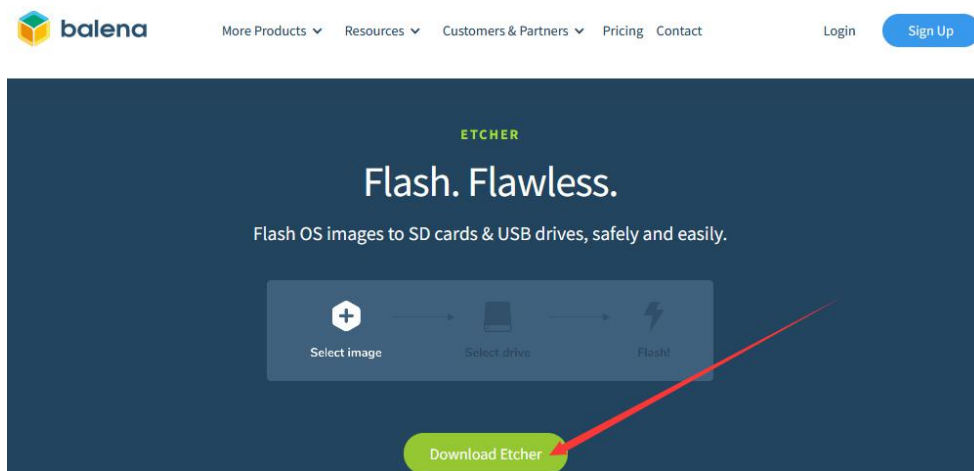 balena More Products Resources Customers & Partners Pricing Contact Login Sign Up
ETCHER
Flash. Flawless.
Flash OS images to SD cards & USB drives, safely and easily.
Select image Select drive Flash!
Download Etcher